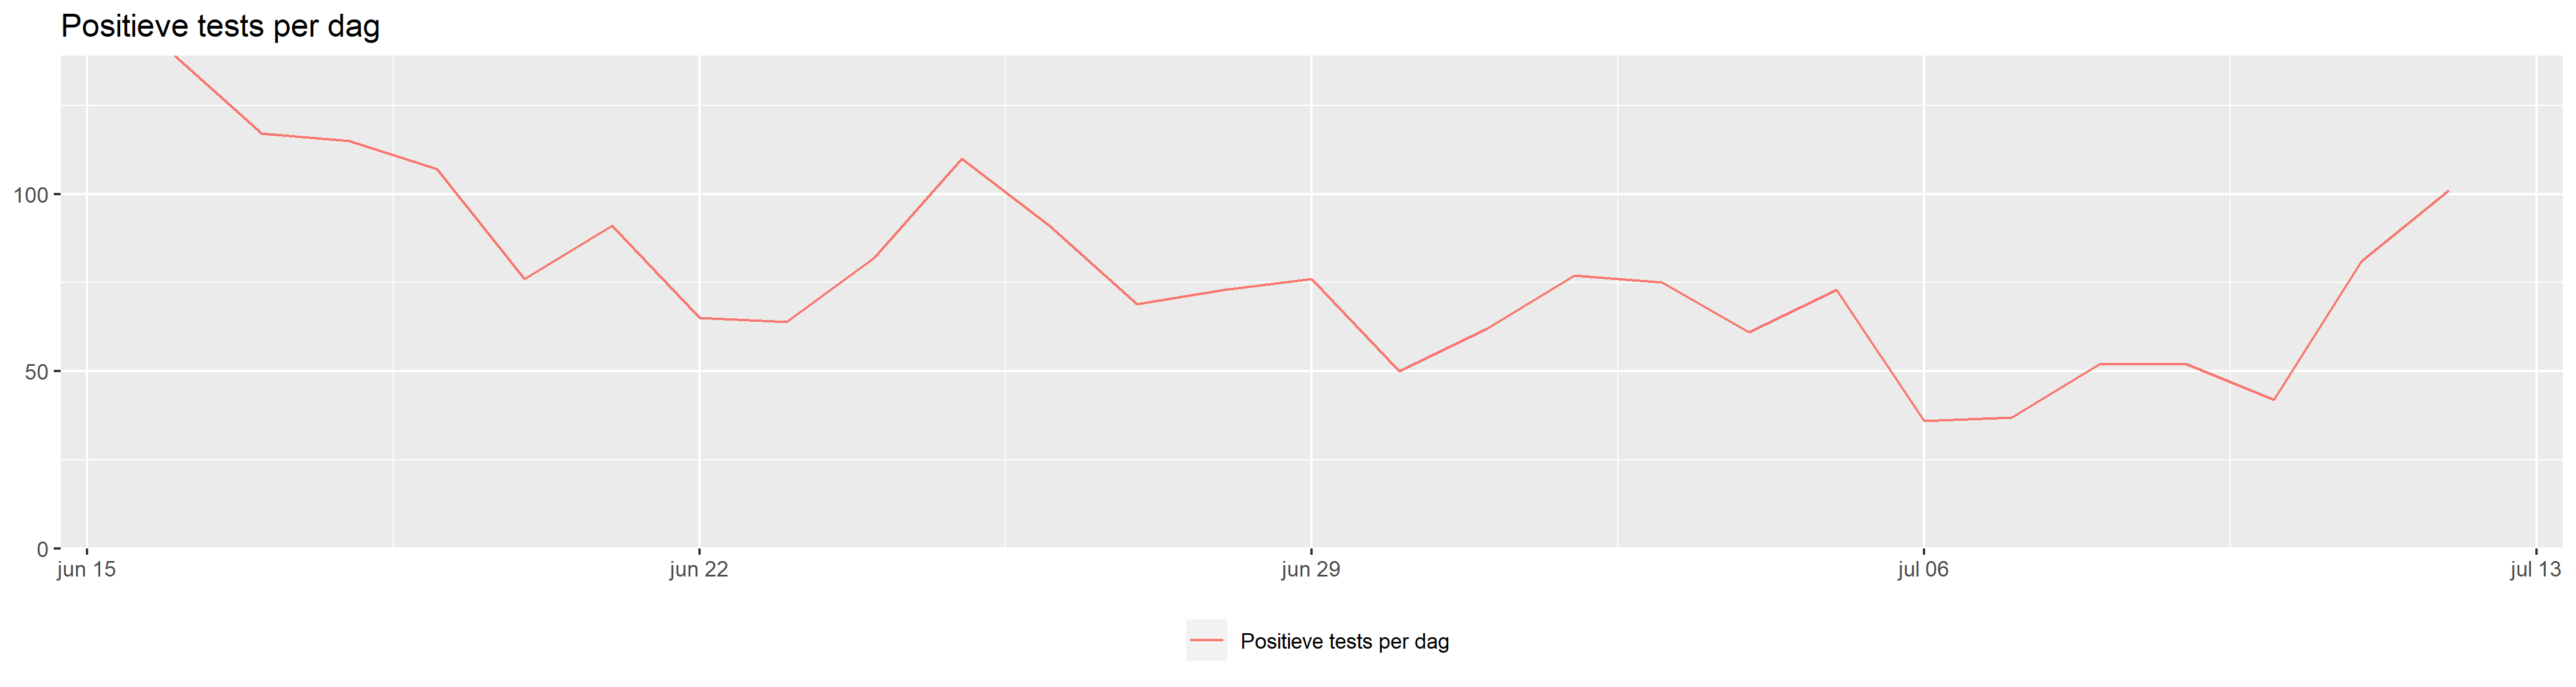 Positieve tests per dag
100
50
0
jun 15 jun 22 jun 29 jul 06 jul 13
Positieve tests per dag